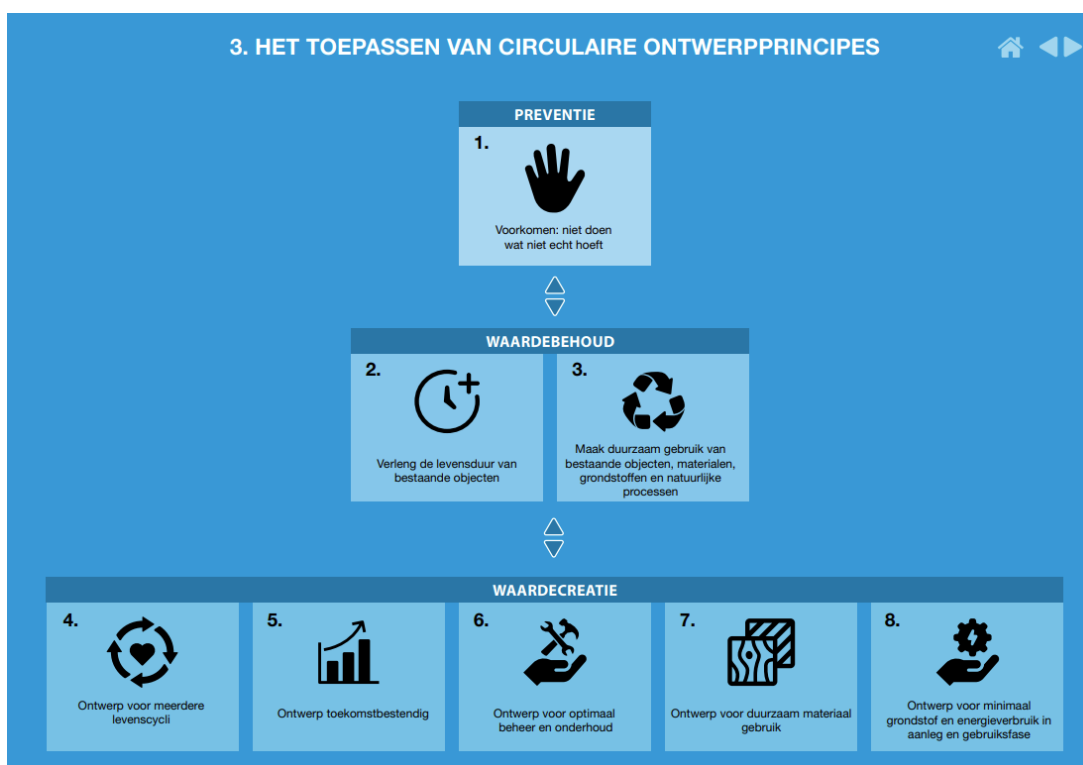 3. HET TOEPASSEN VAN CIRCULAIRE ONTWERPPRINCIPES
PREVENTIE
1.
Voorkomen: niet doen
wat niet echt hoeft
WAARDEBEHOUD
2.
Verleng de levensduur van
bestaande objecten
3.
Maak duurzaam gebruik van
bestaande objecten, materialen,
grondstoffen en natuurlijke
processen
WAARDECREATIE
4.
Ontwerp voor meerdere
levenscycli
5.
Ontwerp toekomstbestendig
6.
Ontwerp voor optimaal
beheer en onderhoud
7.
Ontwerp voor duurzaam materiaal
gebruik
8.
Ontwerp voor minimaal
grondstof en energieverbruik in
aanleg en gebruiksfase